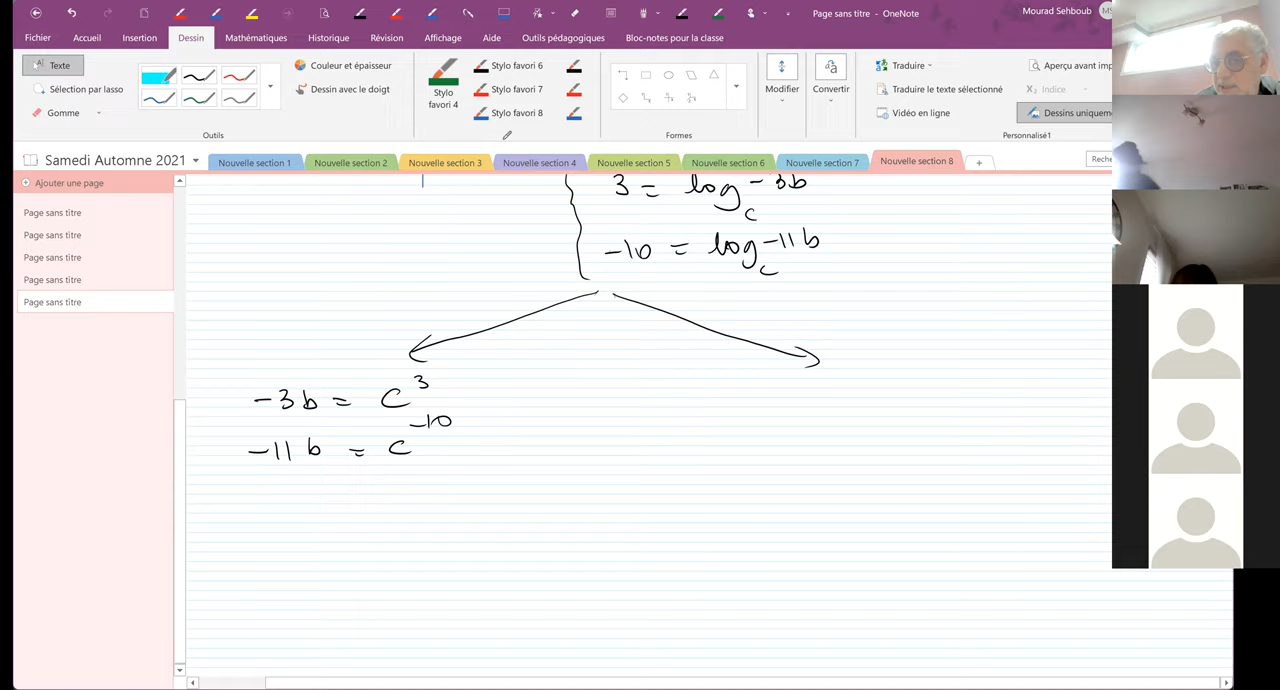 Page sans titre - OneNote
Mourad Sehboub
MS
Fichier Accueil Insertion Dessin Mathématiques Historique Révision Affichage Aide Outils pédagogiques Bloc-notes pour la classe
Texte
Sélection par lasso
Gomme
Outils
Couleur et épaisseur
Dessin avec le doigt
Stylo favori 4
Stylo favori 6
Stylo favori 7
Stylo favori 8
Formes
Modifier
Convertir
Traduire
Traduire le texte sélectionné
Vidéo en ligne
Aperçu avant imp
X₂ Indice
Dessins uniqueme
Personnalisé1
Samedi Automne 2021
Nouvelle section 1 Nouvelle section 2 Nouvelle section 3 Nouvelle section 4 Nouvelle section 5 Nouvelle section 6 Nouvelle section 7 Nouvelle section 8 +
Reche
Ajouter une page
Page sans titre
Page sans titre
Page sans titre
Page sans titre
Page sans titre
3 = log_c -3b
-10 = log_c -11b
-3b = c^3
-11b = c^-10